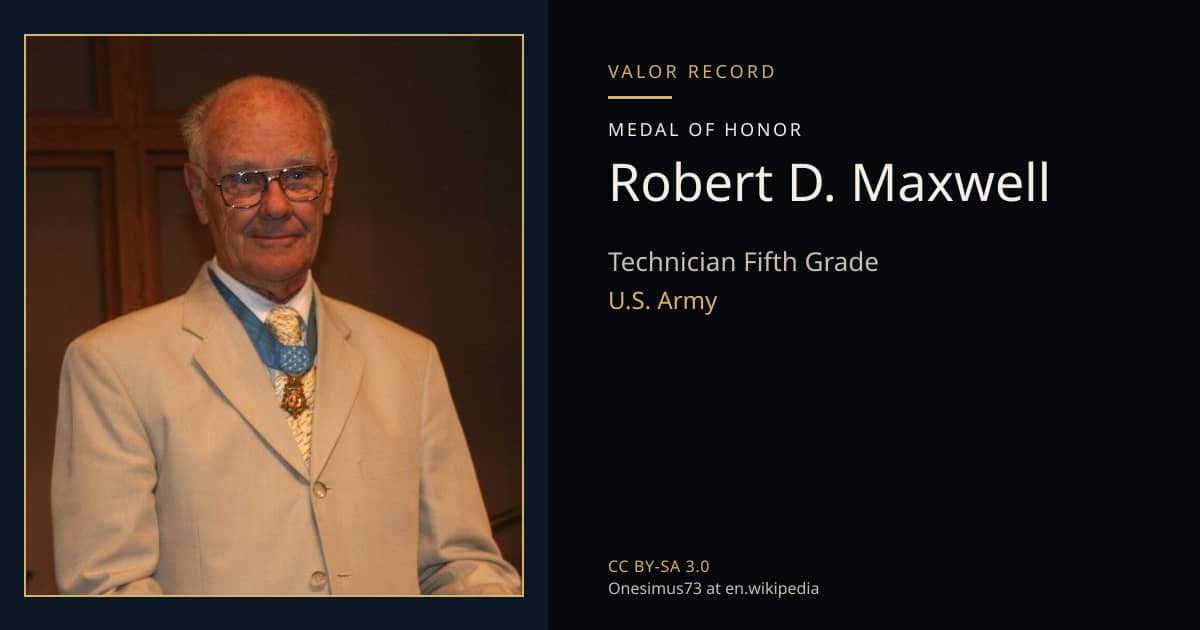 VALOR RECORD
MEDAL OF HONOR
Robert D. Maxwell
Technician Fifth Grade
U.S. Army
CC BY-SA 3.0
Onesimus73 at en.wikipedia